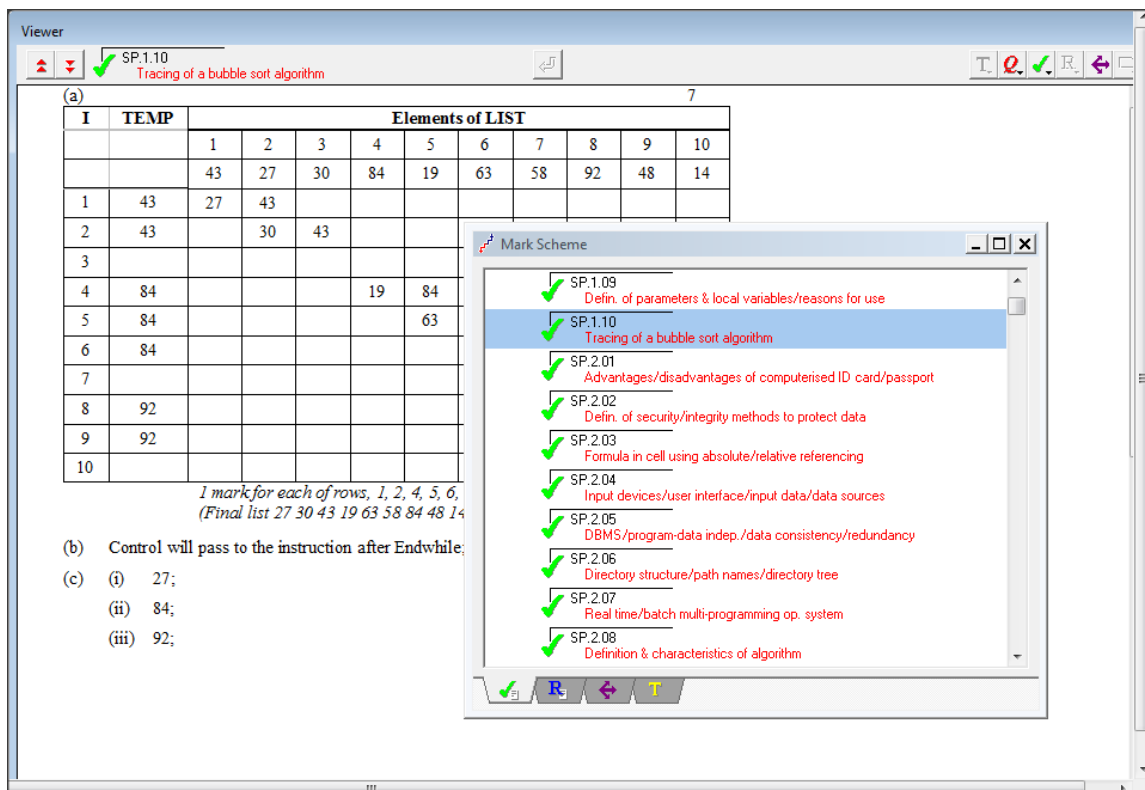 Viewer
SP.1.10
Tracing of a bubble sort algorithm
T Q R
(a) 7
I TEMP Elements of LIST
1 2 3 4 5 6 7 8 9 10
43 27 30 84 19 63 58 92 48 14
1 43 27 43
2 43 30 43
3
4 84 19 84
5 84 63
6 84
7
8 92
9 92
10
1 mark for each of rows, 1, 2, 4, 5, 6,
(Final list 27 30 43 19 63 58 84 48 14
(b) Control will pass to the instruction after Endwhile;
(c) (i) 27;
(ii) 84;
(iii) 92;
Mark Scheme
SP.1.09
Defin. of parameters & local variables/reasons for use
SP.1.10
Tracing of a bubble sort algorithm
SP.2.01
Advantages/disadvantages of computerised ID card/passport
SP.2.02
Defin. of security/integrity methods to protect data
SP.2.03
Formula in cell using absolute/relative referencing
SP.2.04
Input devices/user interface/input data/data sources
SP.2.05
DBMS/program-data indep./data consistency/redundancy
SP.2.06
Directory structure/path names/directory tree
SP.2.07
Real time/batch multi-programming op. system
SP.2.08
Definition & characteristics of algorithm
R T